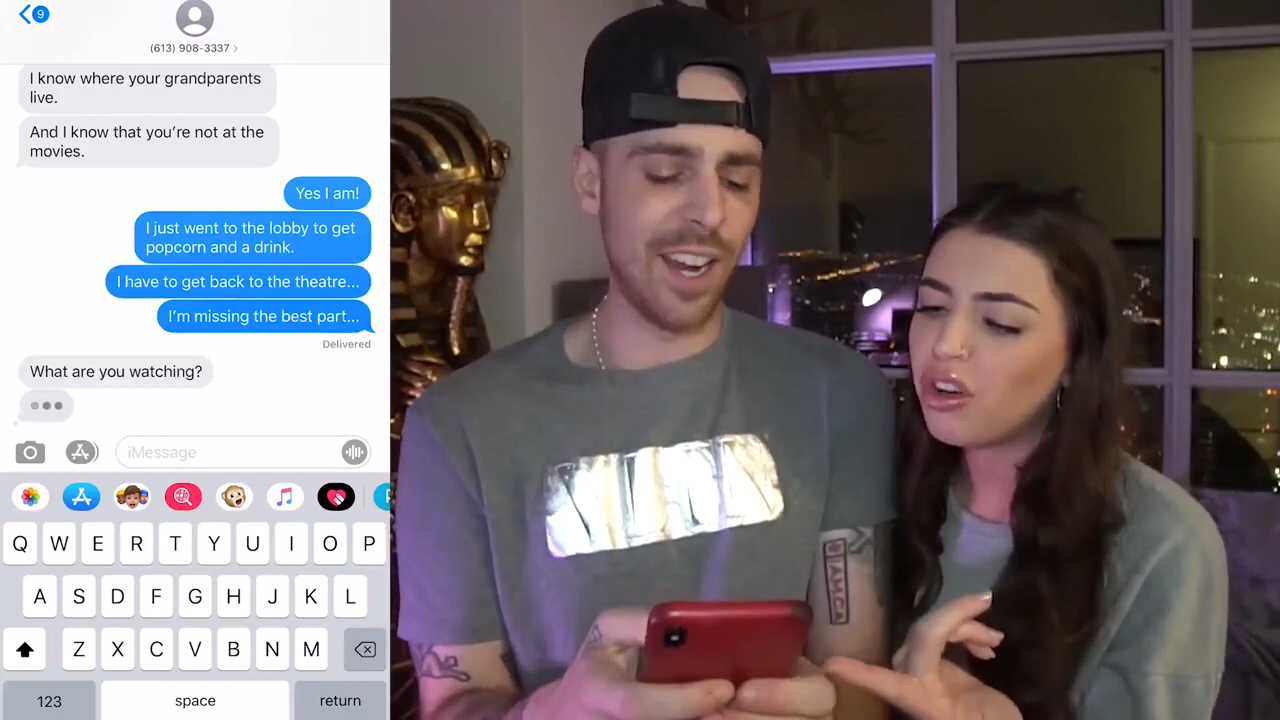 9
(613) 908-3337 >
I know where your grandparents
live.
And I know that you're not at the
movies.
Yes I am!
I just went to the lobby to get
popcorn and a drink.
I have to get back to the theatre...
I'm missing the best part...
Delivered
What are you watching?
iMessage
Q W E R T Y U I O P
A S D F G H J K L
Z X C V B N M
123 space return
IAMCA